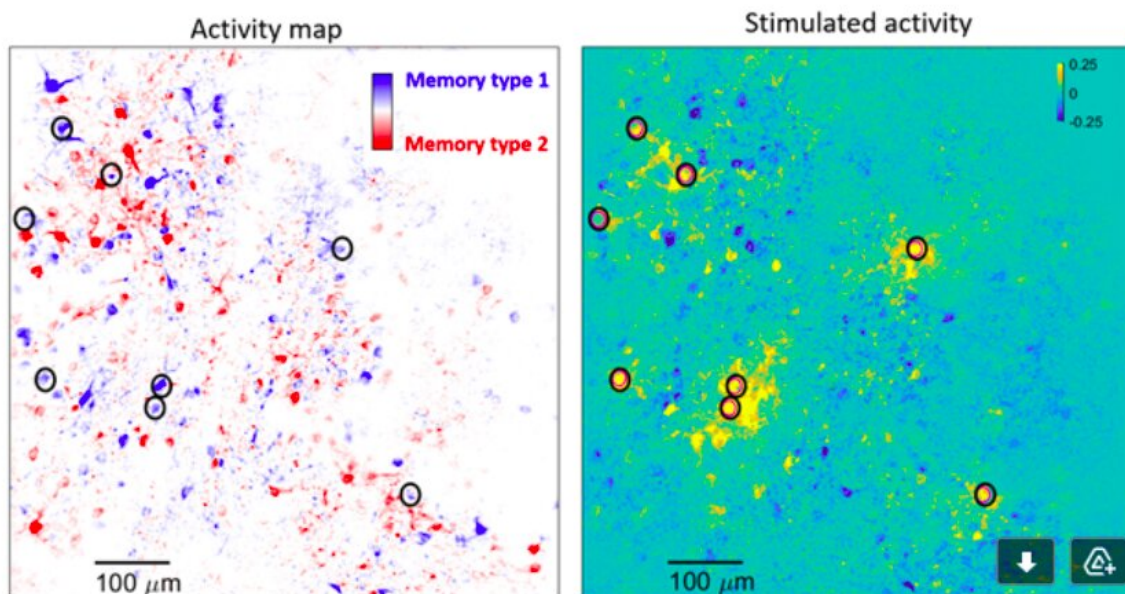 Activity map
Memory type 1
Memory type 2
100 μm
Stimulated activity
0.25
0
-0.25
100 μm